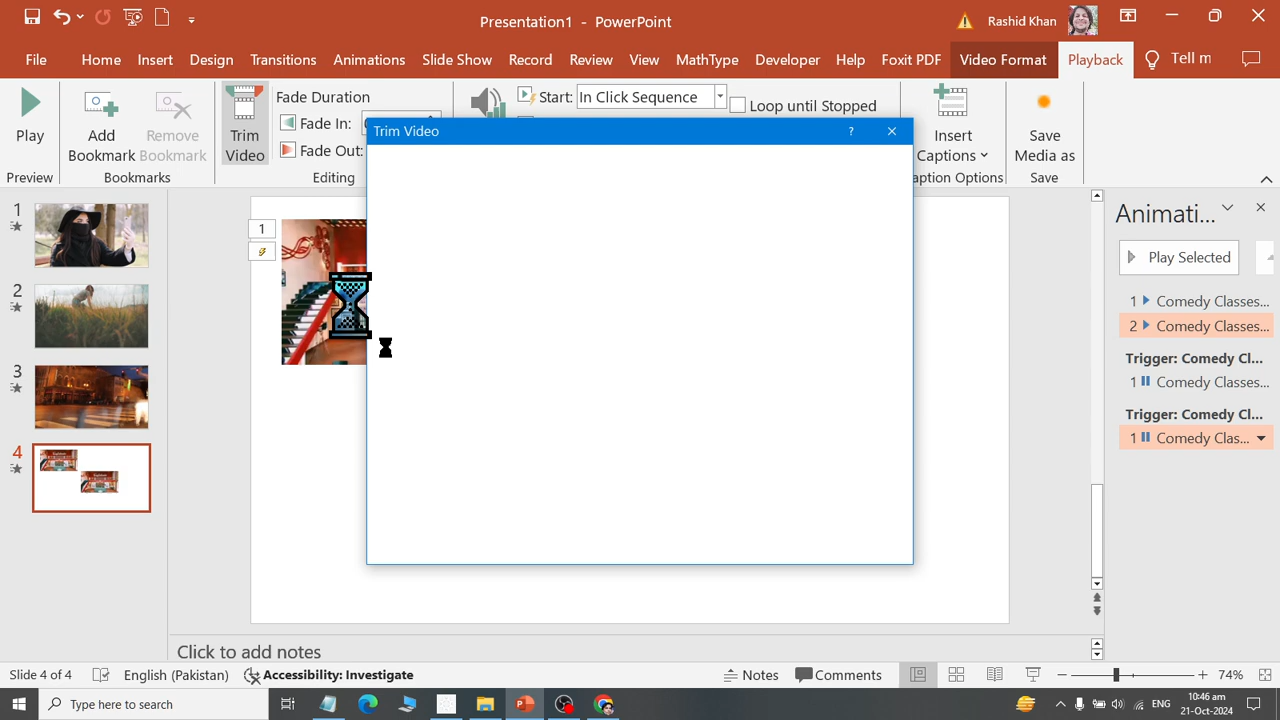 Presentation1 - PowerPoint
Rashid Khan
File Home Insert Design Transitions Animations Slide Show Record Review View MathType Developer Help Foxit PDF Video Format Playback Tell m
Play
Add Bookmark
Remove Bookmark
Trim Video
Fade Duration
Fade In:
Fade Out:
Start: In Click Sequence
Loop until Stopped
Insert Captions
Save Media as
Preview
Bookmarks
Editing
aption Options
Save
Trim Video
?
1
2
3
4
1
Animati...
Play Selected
1 Comedy Classes...
2 Comedy Classes...
Trigger: Comedy Cl...
1 Comedy Classes...
Trigger: Comedy Cl...
1 Comedy Clas...
Click to add notes
Slide 4 of 4 English (Pakistan) Accessibility: Investigate Notes Comments 74%
Type here to search
ENG
10:46 am
21-Oct-2024